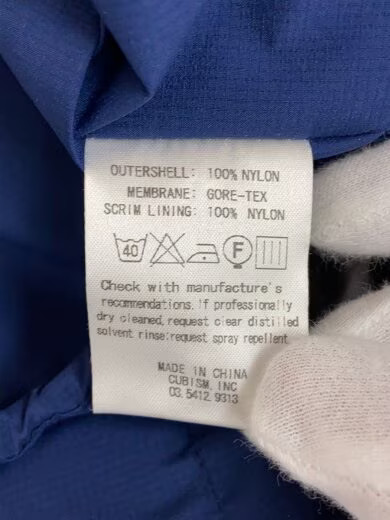 OUTERSHELL: 100% NYLON
MEMBRANE: GORE-TEX
SCRIM LINING: 100% NYLON
40 F
Check with manufacture's
recommendations. If professionally
dry cleaned, request clear distilled
solvent rinse:request spray repellent.
MADE IN CHINA
CUBISM, INC
03.5412.9313